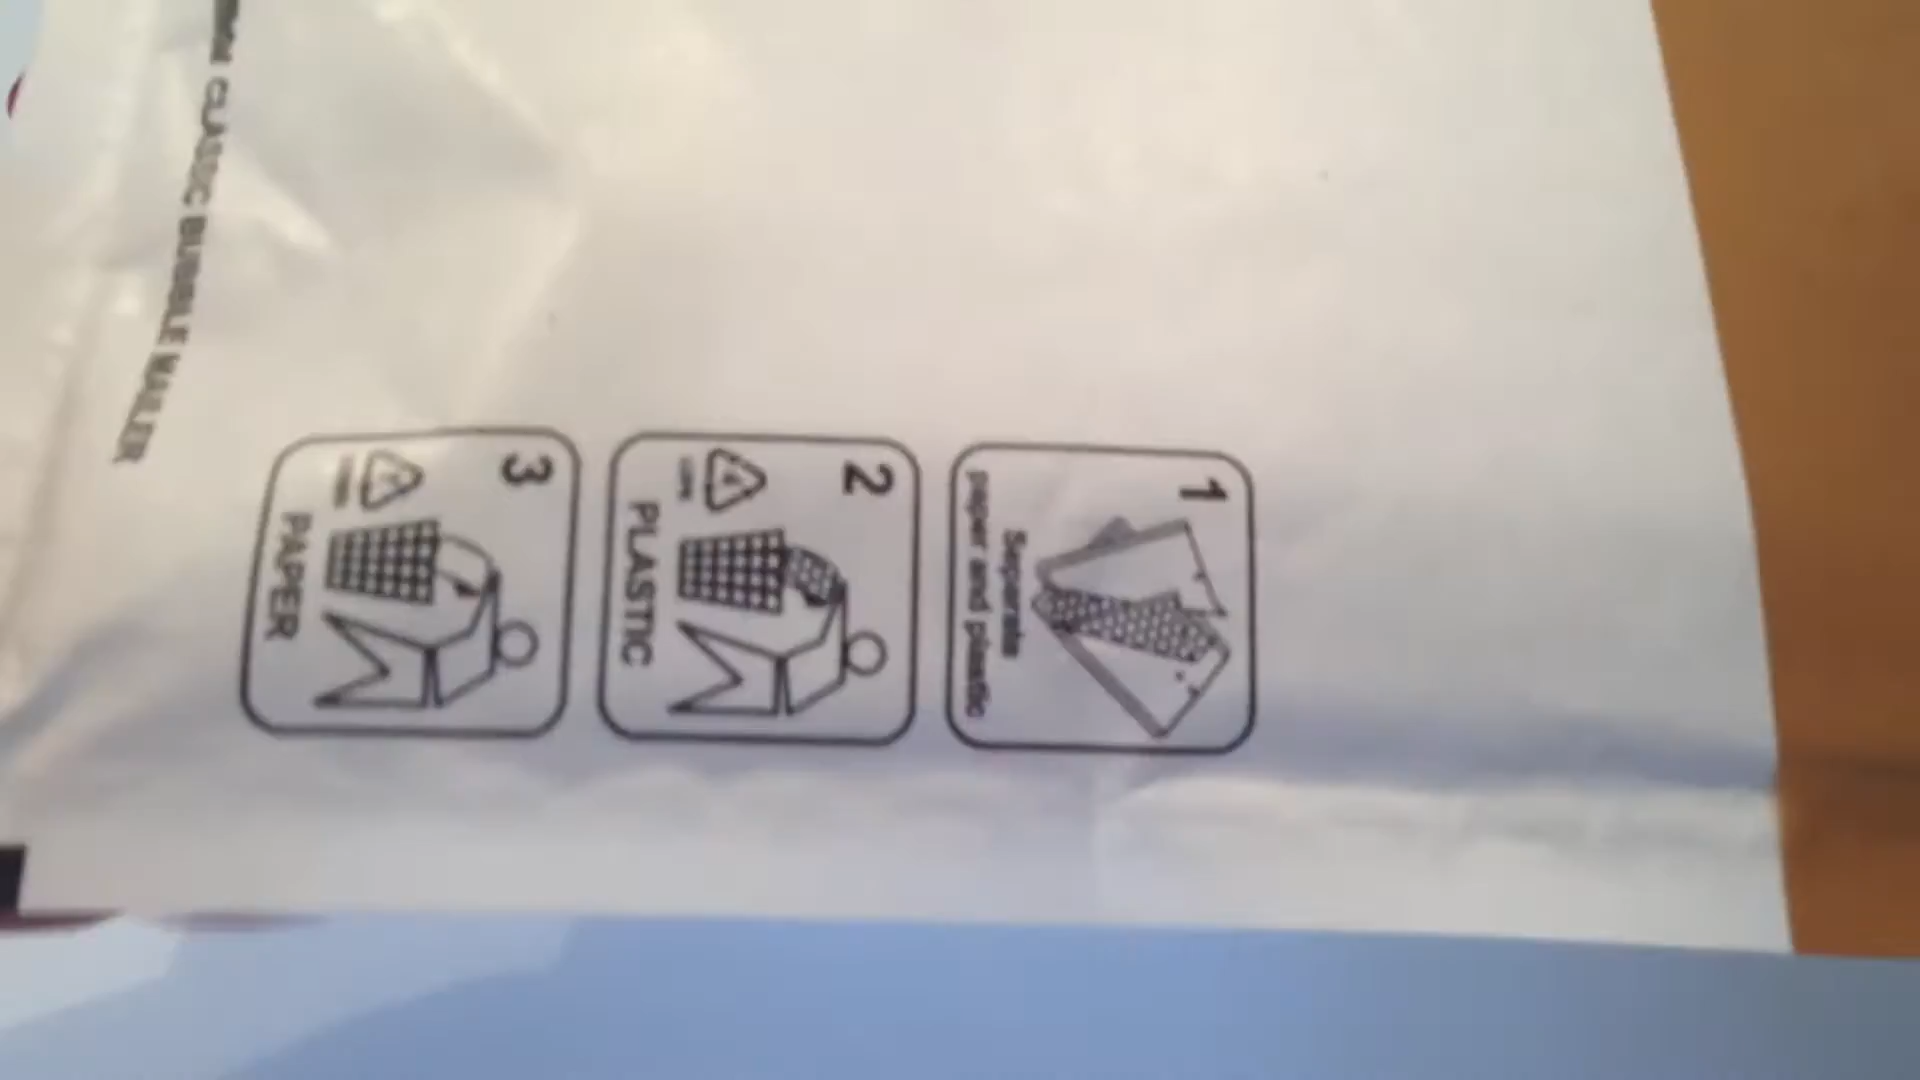 CLASSIC BUBBLE MAILER
1
Separate
paper and plastic
2
PLASTIC
3
PAPER